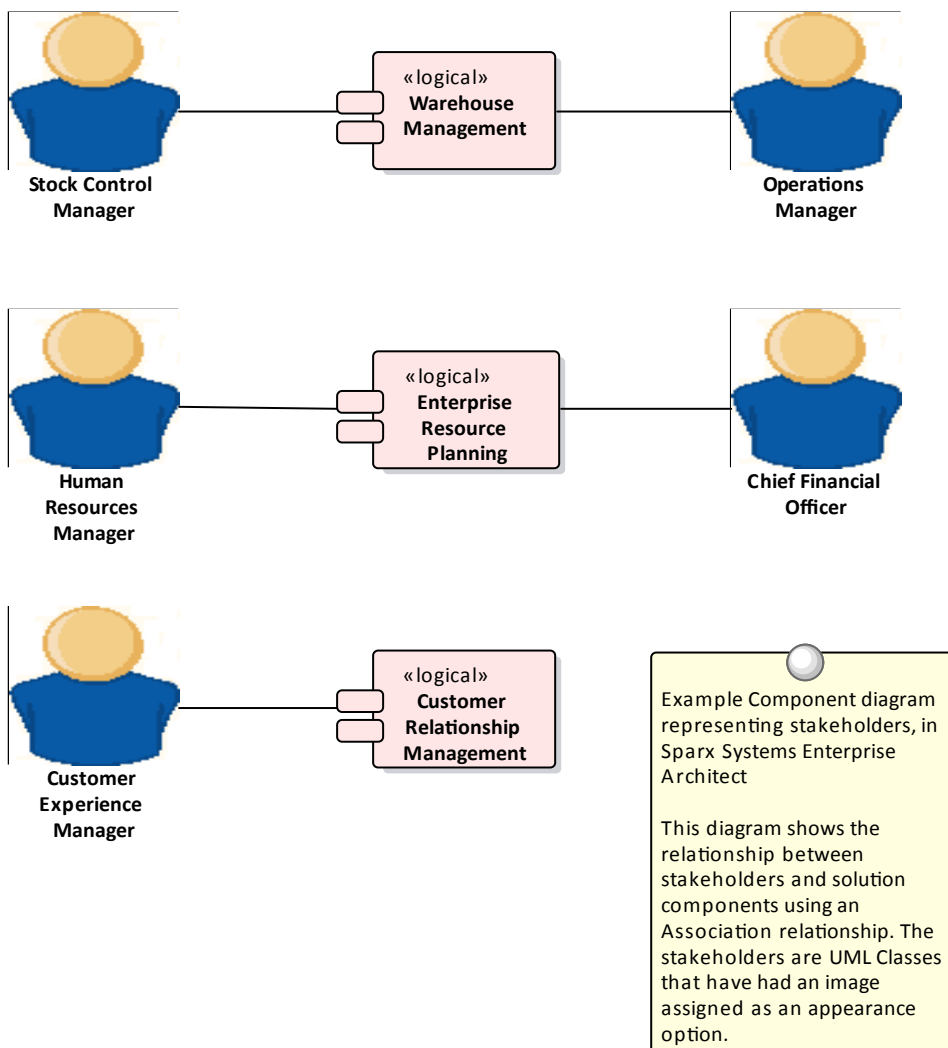 «logical»
Warehouse
Management
Stock Control
Manager
Operations
Manager
«logical»
Enterprise
Resource
Planning
Human
Resources
Manager
Chief Financial
Officer
«logical»
Customer
Relationship
Management
Customer
Experience
Manager
Example Component diagram
representing stakeholders, in
Sparx Systems Enterprise
Architect
This diagram shows the
relationship between
stakeholders and solution
components using an
Association relationship. The
stakeholders are UML Classes
that have had an image
assigned as an appearance
option.